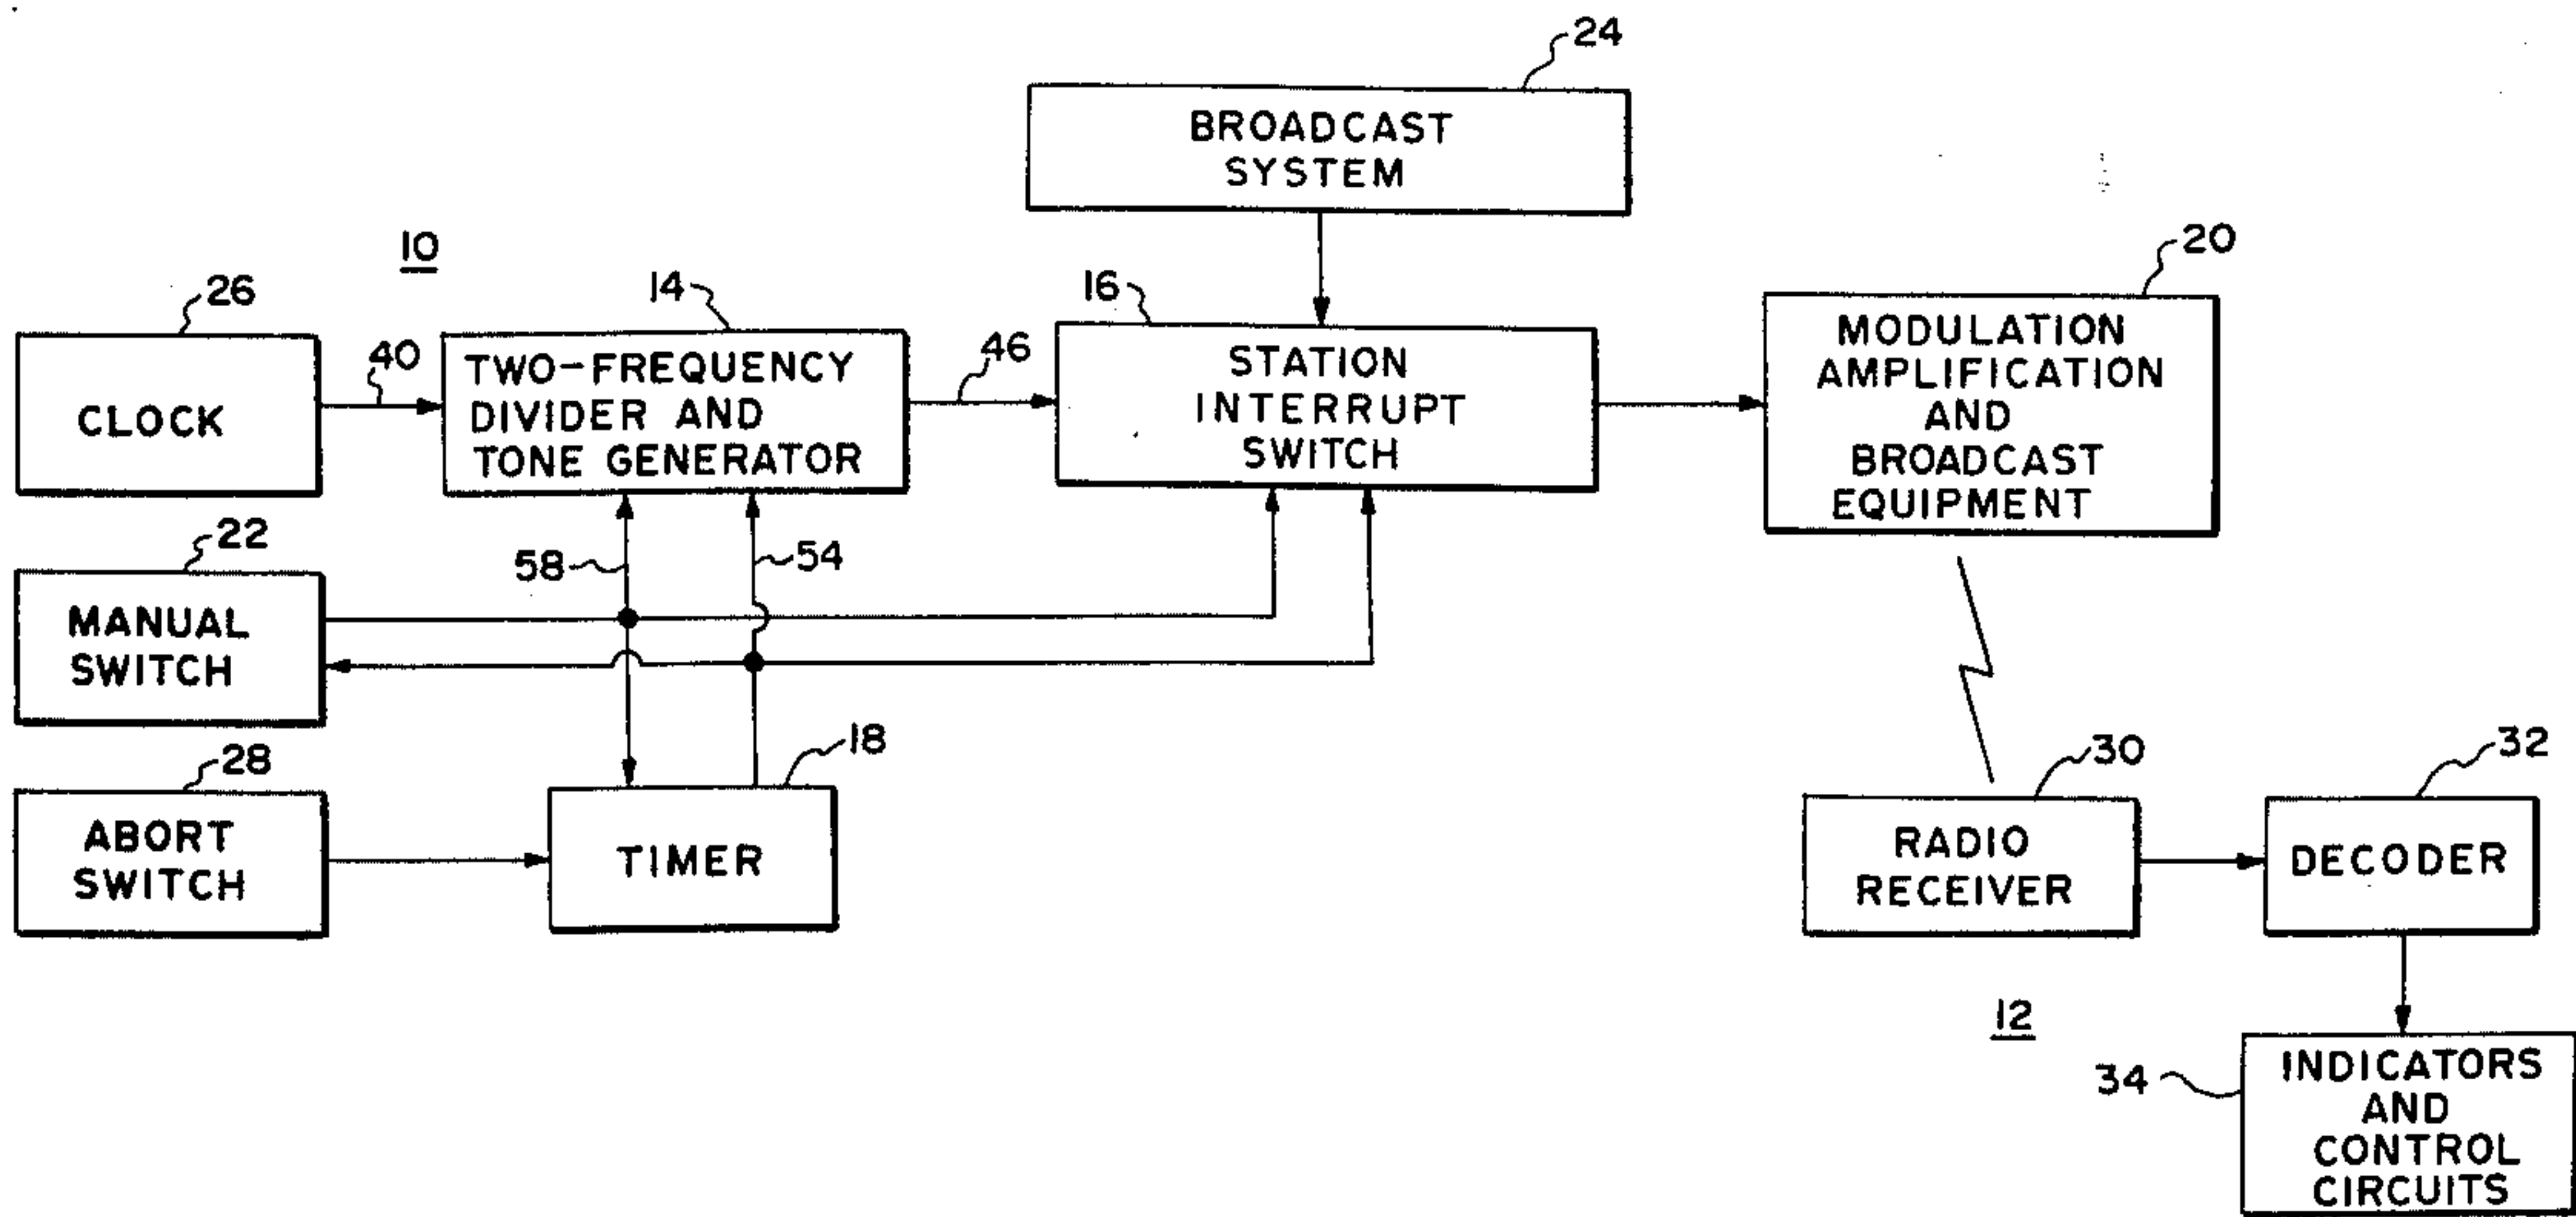 24
BROADCAST
SYSTEM
10
20
26
14
16
CLOCK
40
TWO-FREQUENCY
DIVIDER AND
TONE GENERATOR
46
STATION
INTERRUPT
SWITCH
MODULATION
AMPLIFICATION
AND
BROADCAST
EQUIPMENT
22
58
54
MANUAL
SWITCH
28
18
30
32
ABORT
SWITCH
TIMER
RADIO
RECEIVER
DECODER
12
34
INDICATORS
AND
CONTROL
CIRCUITS